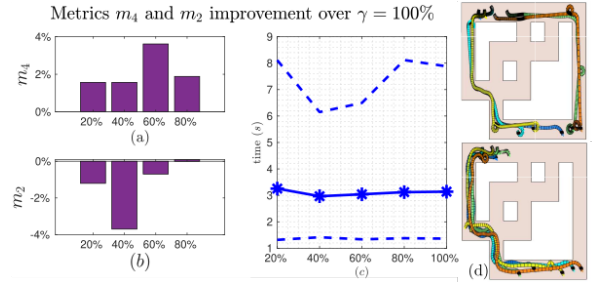 Metrics m₄ and m₂ improvement over γ = 100%
4%
2%
0%
m₄
20% 40% 60% 80%
(a)
0%
-2%
-4%
m₂
20% 40% 60% 80%
(b)
9
8
7
6
5
4
3
2
1
time (s)
20% 40% 60% 80% 100%
(c)
(d)